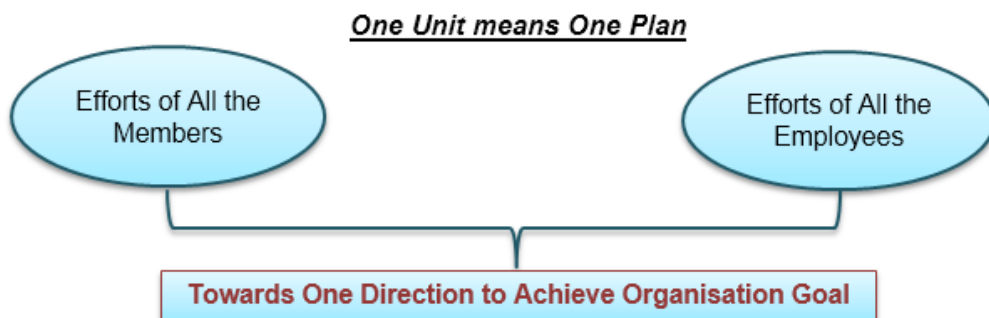 One Unit means One Plan
Efforts of All the
Members
Efforts of All the
Employees
Towards One Direction to Achieve Organisation Goal